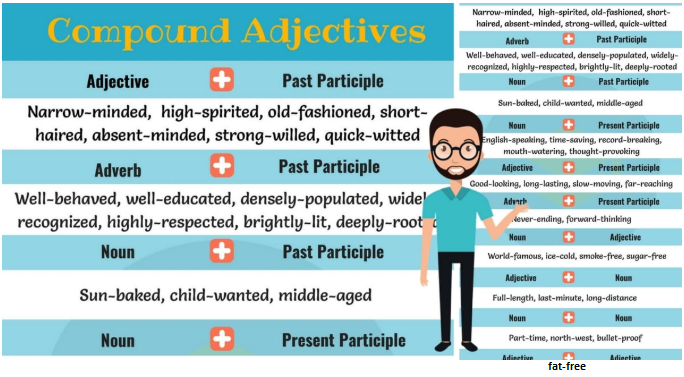 Compound Adjectives
Adjective + Past Participle
Narrow-minded, high-spirited, old-fashioned, short-
haired, absent-minded, strong-willed, quick-witted
Adverb + Past Participle
Well-behaved, well-educated, densely-populated,
recognized, highly-respected, brightly-lit,
Noun + Past Participle
Sun-baked, child-wanted, middle-aged
Noun + Present Participle
Narrow-minded, high-spirited, old-fashioned, short-
haired, absent-minded, strong-willed, quick-witted
Adverb + Past Participle
Well-behaved, well-educated, densely-populated, widely-
recognized, highly-respected, brightly-lit, deeply-rooted
Noun + Past Participle
Sun-baked, child-wanted, middle-aged
Noun + Present Participle
English-speaking, time-saving, record-breaking,
mouth-watering, thought-provoking
Adjective + Present Participle
Good-looking, long-lasting, slow-moving, far-reaching
Adverb + Present Participle
Never-ending, forward-thinking
Noun + Adjective
World-famous, ice-cold, smoke-free, sugar-free
Adjective + Noun
Full-length, last-minute, long-distance
Noun + Noun
Part-time, north-west, bullet-proof
Adjective + Adjective
fat-free